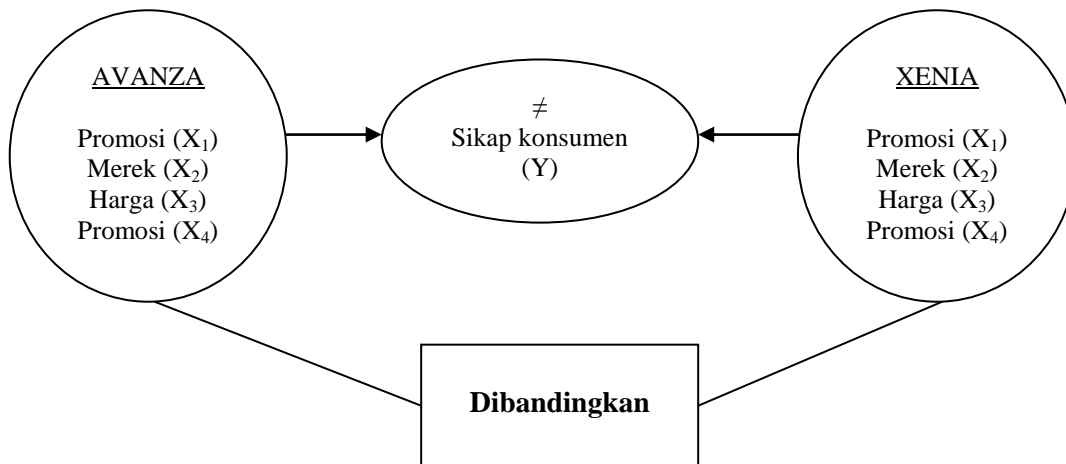 AVANZA
Promosi (X₁)
Merek (X₂)
Harga (X₃)
Promosi (X₄)
≠
Sikap konsumen
(Y)
XENIA
Promosi (X₁)
Merek (X₂)
Harga (X₃)
Promosi (X₄)
Dibandingkan